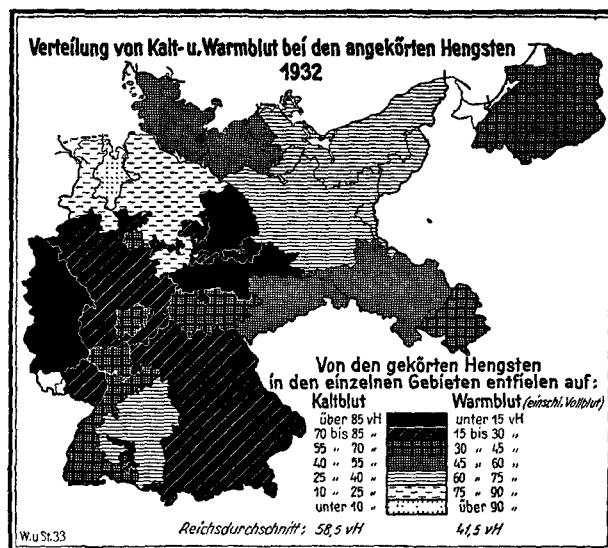 Verteilung von Kalt- u. Warmblut bei den angekörten Hengsten
1932
Von den gekörten Hengsten
in den einzelnen Gebieten entfielen auf:
Kaltblut Warmblut (einschl. Vollblut)
über 85 vH unter 15 vH
70 bis 85 „ 15 bis 30 „
55 „ 70 „ 30 „ 45 „
40 „ 55 „ 45 „ 60 „
25 „ 40 „ 60 „ 75 „
10 „ 25 „ 75 „ 90 „
unter 10 „ über 90 „
Reichsdurchschnitt: 58,5 vH 41,5 vH
W.u St.33